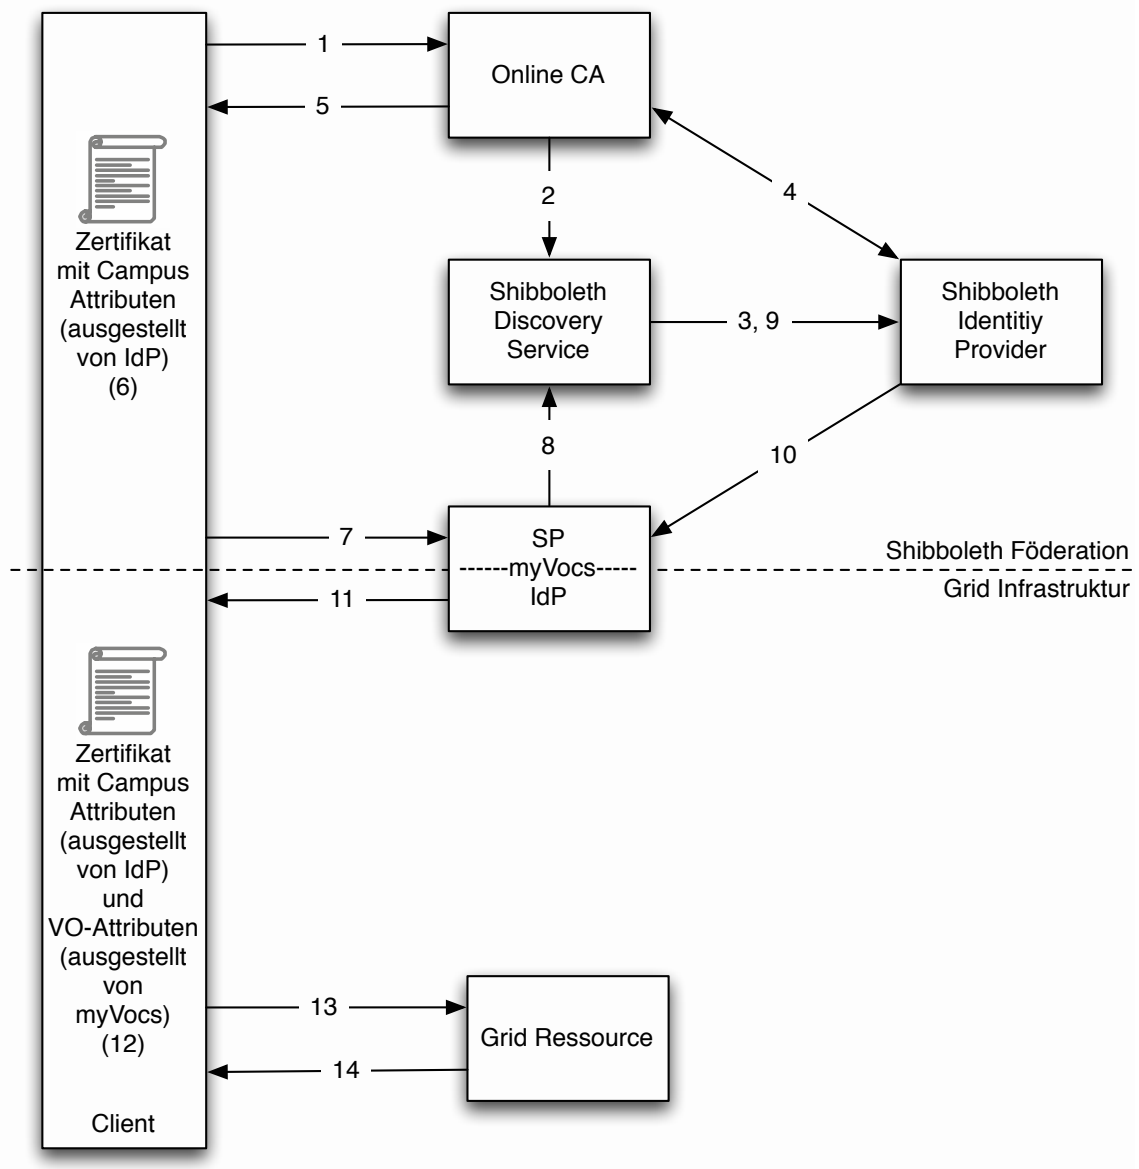 1
Online CA
5
2
4
Zertifikat
mit Campus
Attributen
(ausgestellt
von IdP)
(6)
Shibboleth
Discovery
Service
3, 9
Shibboleth
Identitiy
Provider
8
10
7
SP
------myVocs-----
IdP
Shibboleth Föderation
Grid Infrastruktur
11
Zertifikat
mit Campus
Attributen
(ausgestellt
von IdP)
und
VO-Attributen
(ausgestellt
von
myVocs)
(12)
13
Grid Ressource
14
Client